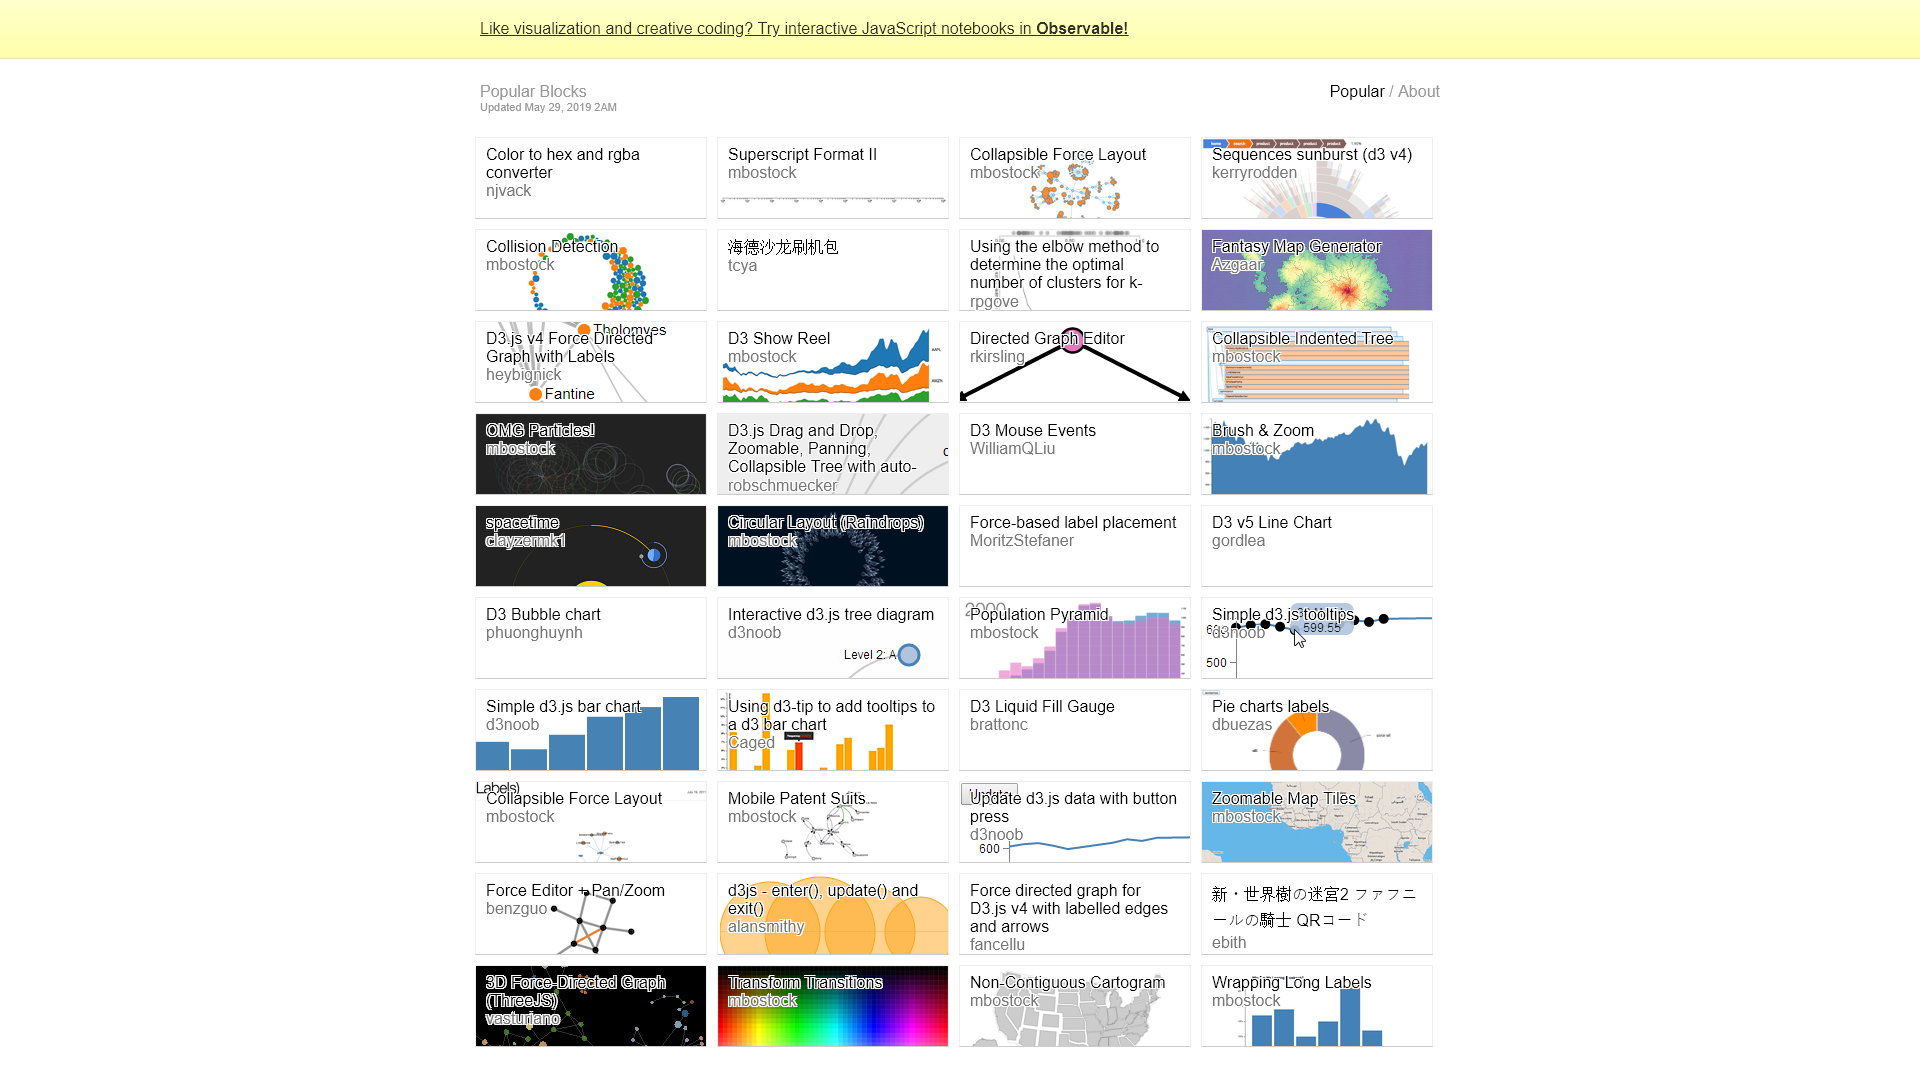 Like visualization and creative coding? Try interactive JavaScript notebooks in Observable!
Popular Blocks
Updated May 29, 2019 2AM
Popular / About
Color to hex and rgba
converter
njvack
Superscript Format II
mbostock
Collapsible Force Layout
mbostock
home search product product product product
Sequences sunburst (d3 v4)
kerryrodden
Collision Detection
mbostock
海德沙龙刷机包
tcya
Using the elbow method to
determine the optimal
number of clusters for k-
rpgove
Fantasy Map Generator
Azgaar
Tholomyes
D3.js v4 Force Directed
Graph with Labels
heybignick
Fantine
D3 Show Reel
mbostock
AAPL
AMZN
Directed Graph Editor
rkirsling
Collapsible Indented Tree
mbostock
OMG Particles!
mbostock
D3.js Drag and Drop,
Zoomable, Panning,
Collapsible Tree with auto-
robschmuecker
D3 Mouse Events
WilliamQLiu
Brush & Zoom
mbostock
spacetime
clayzermk1
Circular Layout (Raindrops)
mbostock
Force-based label placement
MoritzStefaner
D3 v5 Line Chart
gordlea
D3 Bubble chart
phuonghuynh
Interactive d3.js tree diagram
d3noob
Level 2: A
2000
Population Pyramid
mbostock
Simple d3.js tooltips
d3noob
599.55
500
Simple d3.js bar chart
d3noob
Using d3-tip to add tooltips to
a d3 bar chart
Caged
D3 Liquid Fill Gauge
brattonc
Pie charts labels
dbuezas
Labels)
Collapsible Force Layout
mbostock
Mobile Patent Suits
mbostock
Update d3.js data with button
press
d3noob
600
Zoomable Map Tiles
mbostock
Force Editor + Pan/Zoom
benzguo
d3js - enter(), update() and
exit()
alansmithy
Force directed graph for
D3.js v4 with labelled edges
and arrows
fancellu
新・世界樹の迷宮2 ファフニ
ールの騎士 QRコード
ebith
3D Force-Directed Graph
(ThreeJS)
vasturiano
Transform Transitions
mbostock
Non-Contiguous Cartogram
mbostock
Wrapping Long Labels
mbostock